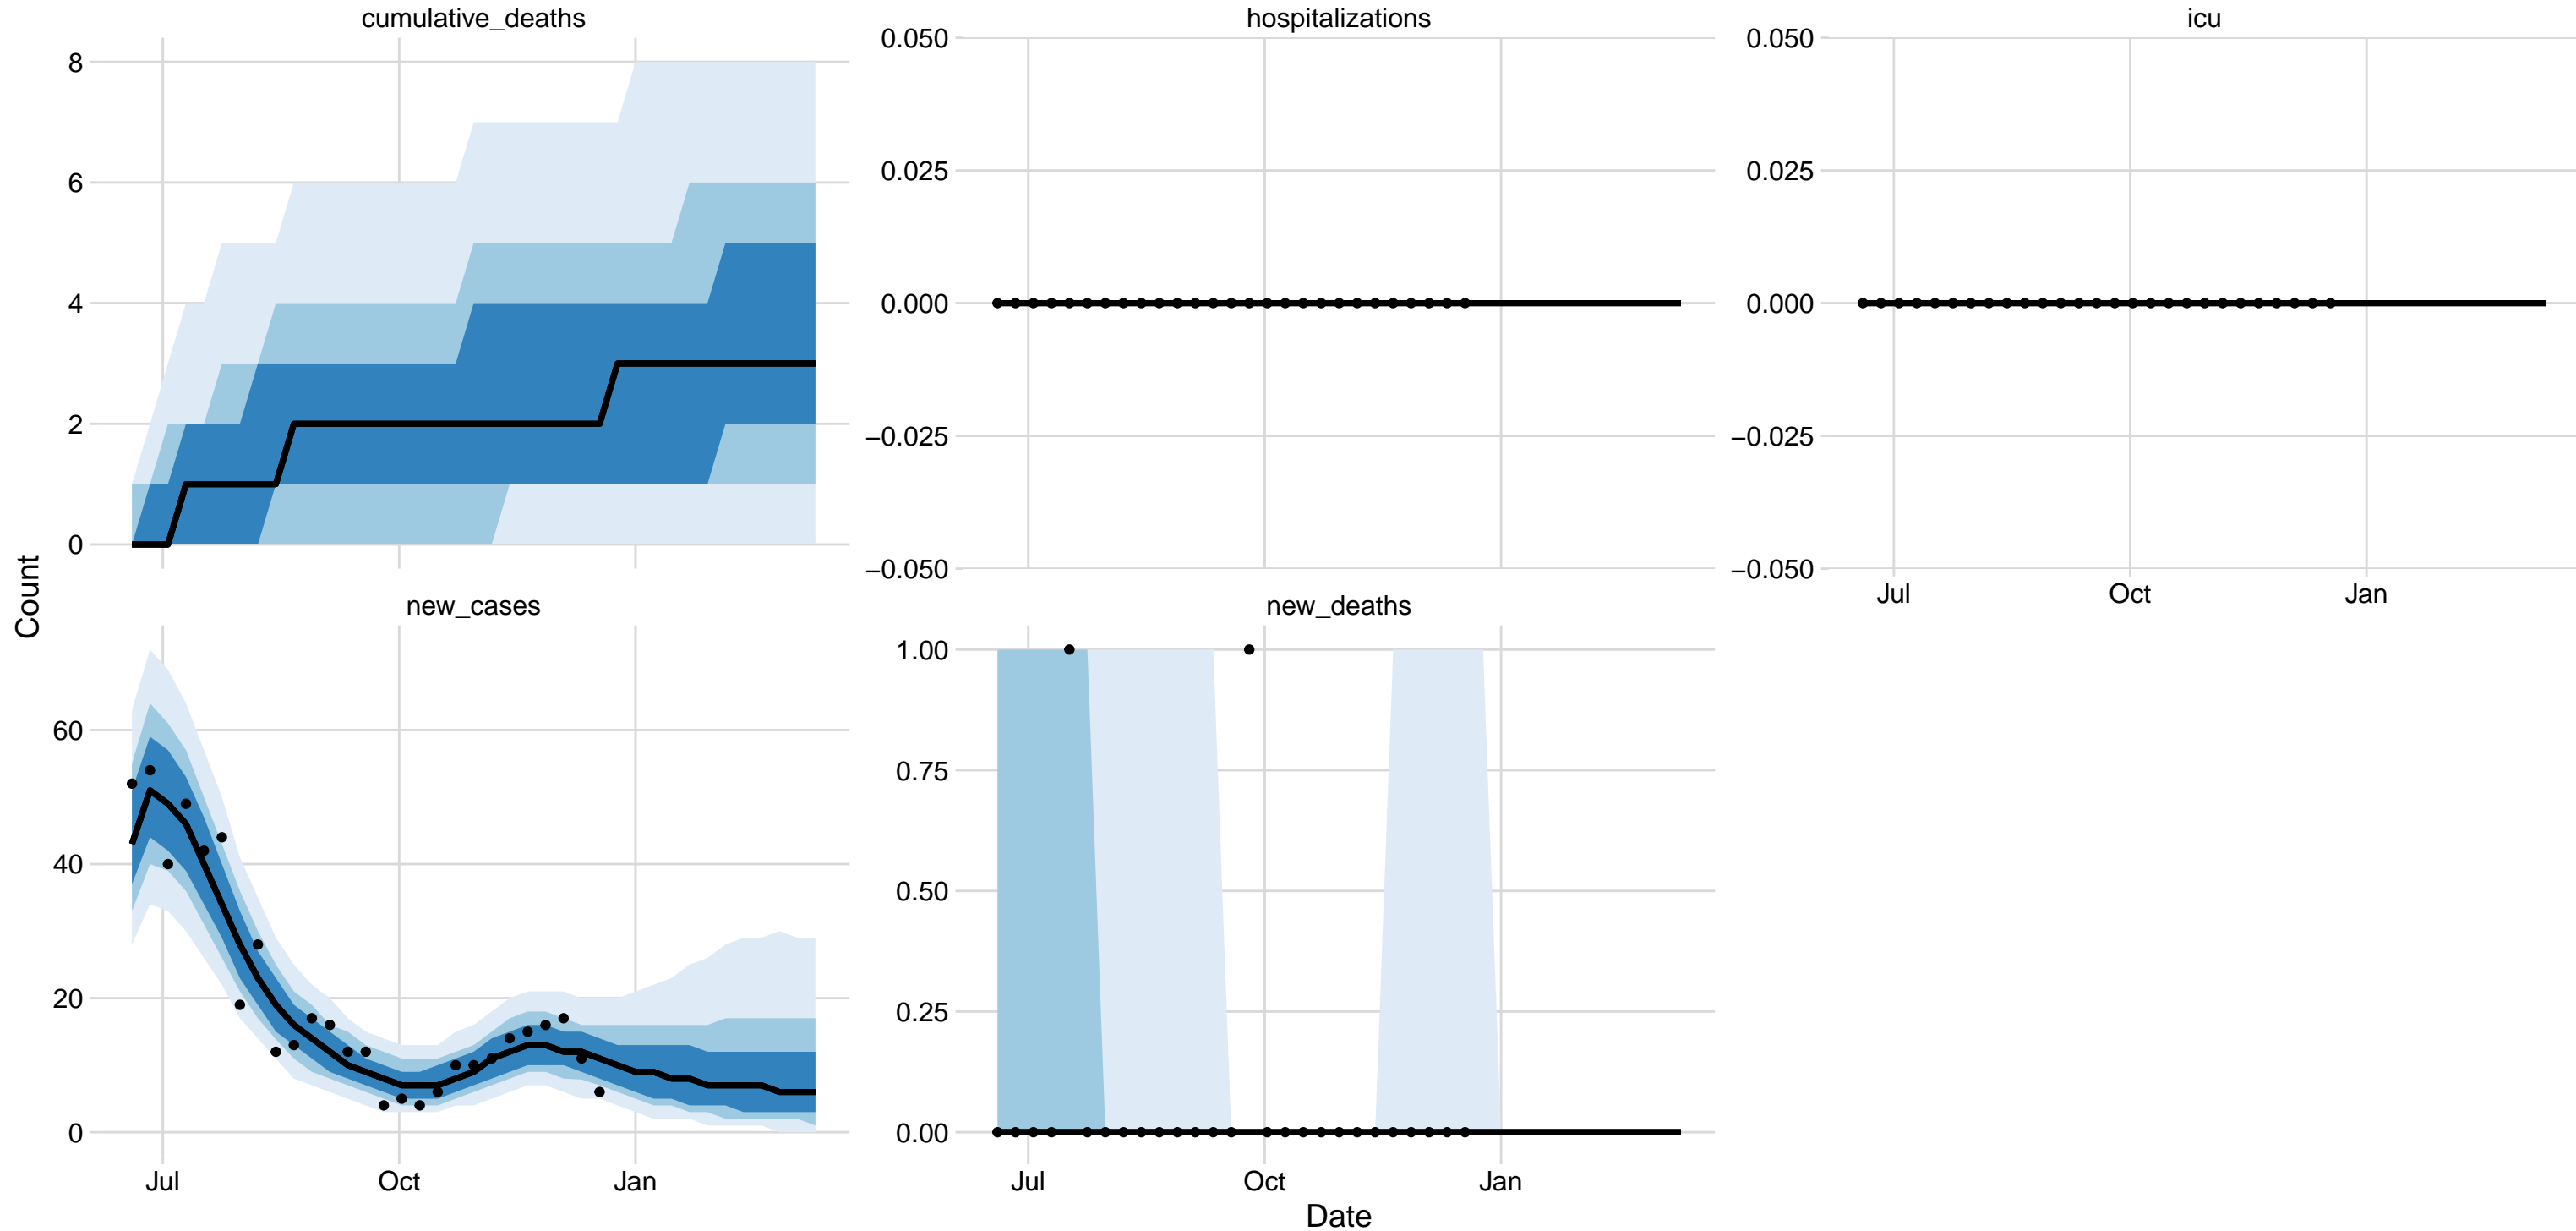 cumulative_deaths
hospitalizations
icu
8
6
4
2
0
0.050
0.025
0.000
−0.025
−0.050
0.050
0.025
0.000
−0.025
−0.050
Jul Oct Jan
Count
new_cases
new_deaths
60
40
20
0
1.00
0.75
0.50
0.25
0.00
Jul Oct Jan
Jul Oct Jan
Date